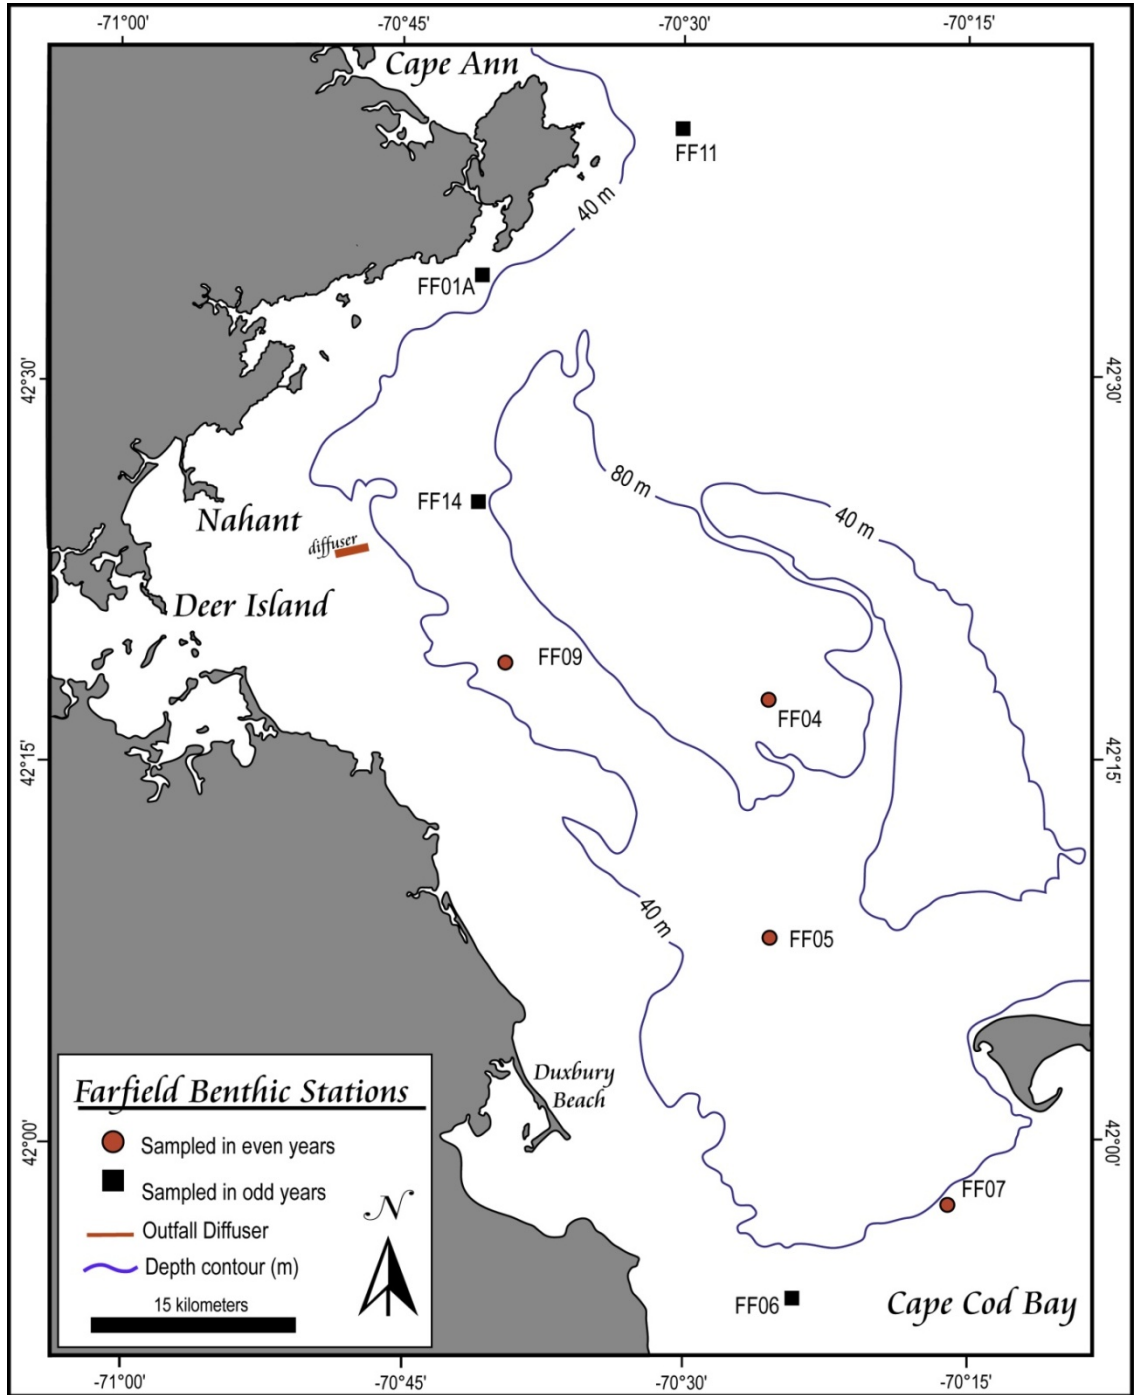 -71°00'
-70°45'
-70°30'
-70°15'
Cape Ann
FF11
40 m
FF01A
42°30'
42°30'
80 m
FF14
40 m
Nahant
diffuser
Deer Island
FF09
FF04
42°15'
42°15'
40 m
FF05
Duxbury
Beach
42°00'
42°00'
FF07
FF06
Cape Cod Bay
Farfield Benthic Stations
Sampled in even years
Sampled in odd years
N
Outfall Diffuser
Depth contour (m)
15 kilometers
-71°00'
-70°45'
-70°30'
-70°15'